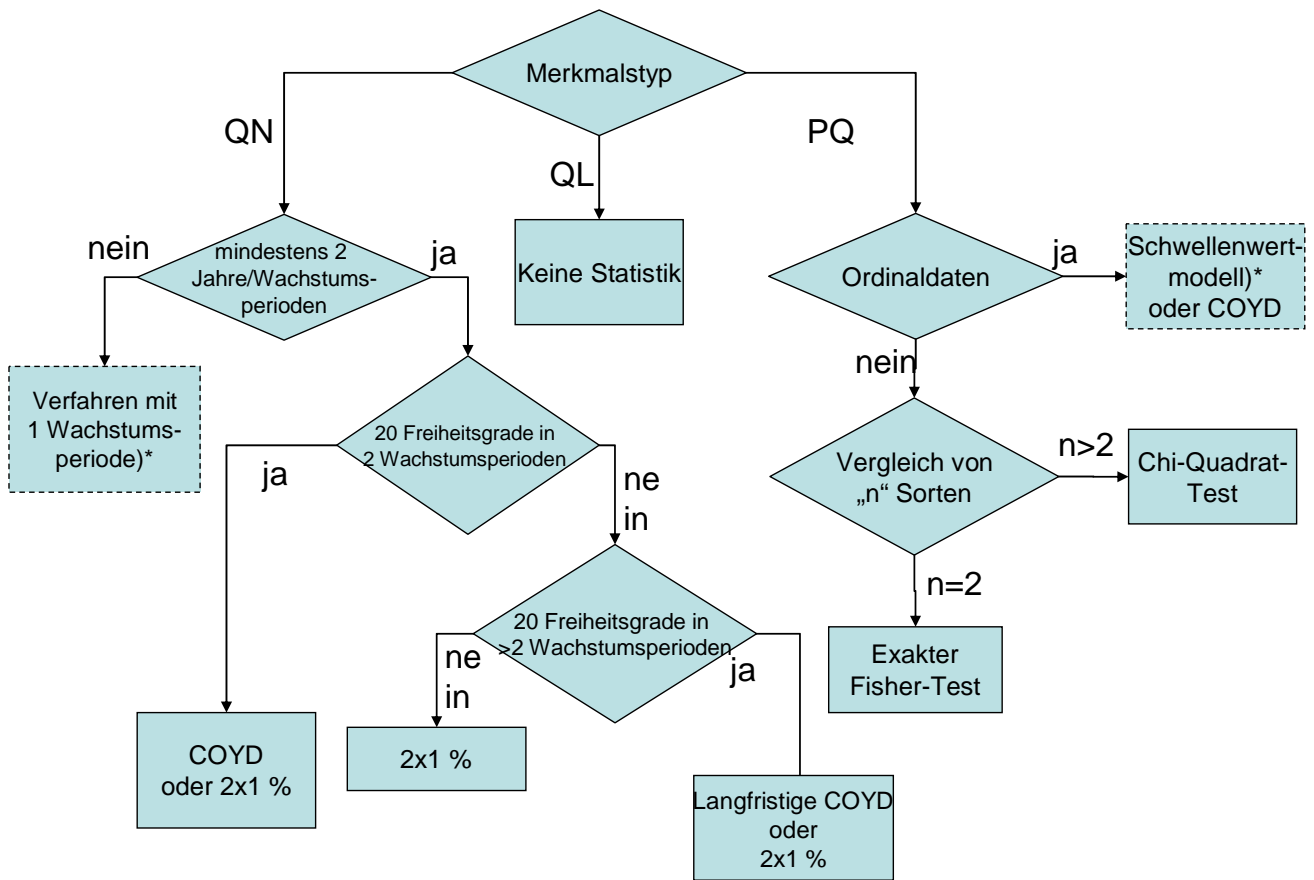 Merkmalstyp
QN
QL
PQ
nein
mindestens 2
Jahre/Wachstums-
perioden
ja
Keine Statistik
Ordinaldaten
ja
Schwellenwert-
modell)*
oder COYD
nein
Verfahren mit
1 Wachstums-
periode)*
20 Freiheitsgrade in
2 Wachstumsperioden
ja
ne
in
Vergleich von
„n“ Sorten
n>2
Chi-Quadrat-
Test
n=2
20 Freiheitsgrade in
>2 Wachstumsperioden
ne
in
ja
Exakter
Fisher-Test
COYD
oder 2x1 %
2x1 %
Langfristige COYD
oder
2x1 %